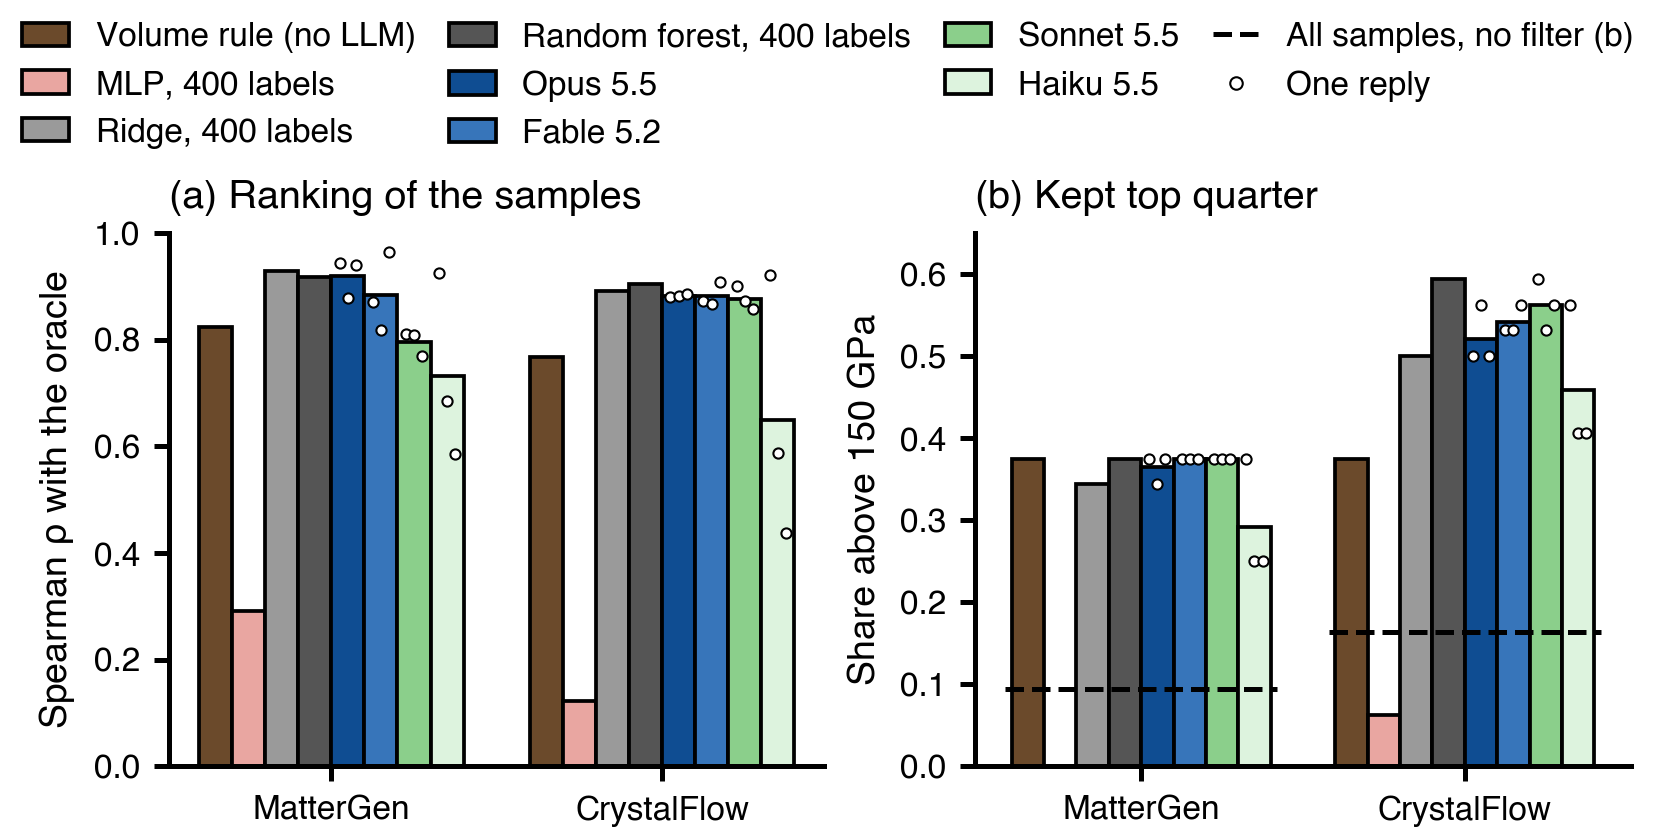 Volume rule (no LLM)
MLP, 400 labels
Ridge, 400 labels
Random forest, 400 labels
Opus 5.5
Fable 5.2
Sonnet 5.5
Haiku 5.5
All samples, no filter (b)
One reply
(a) Ranking of the samples
Spearman ρ with the oracle
1.0
0.8
0.6
0.4
0.2
0.0
MatterGen
CrystalFlow
(b) Kept top quarter
Share above 150 GPa
0.6
0.5
0.4
0.3
0.2
0.1
0.0
MatterGen
CrystalFlow